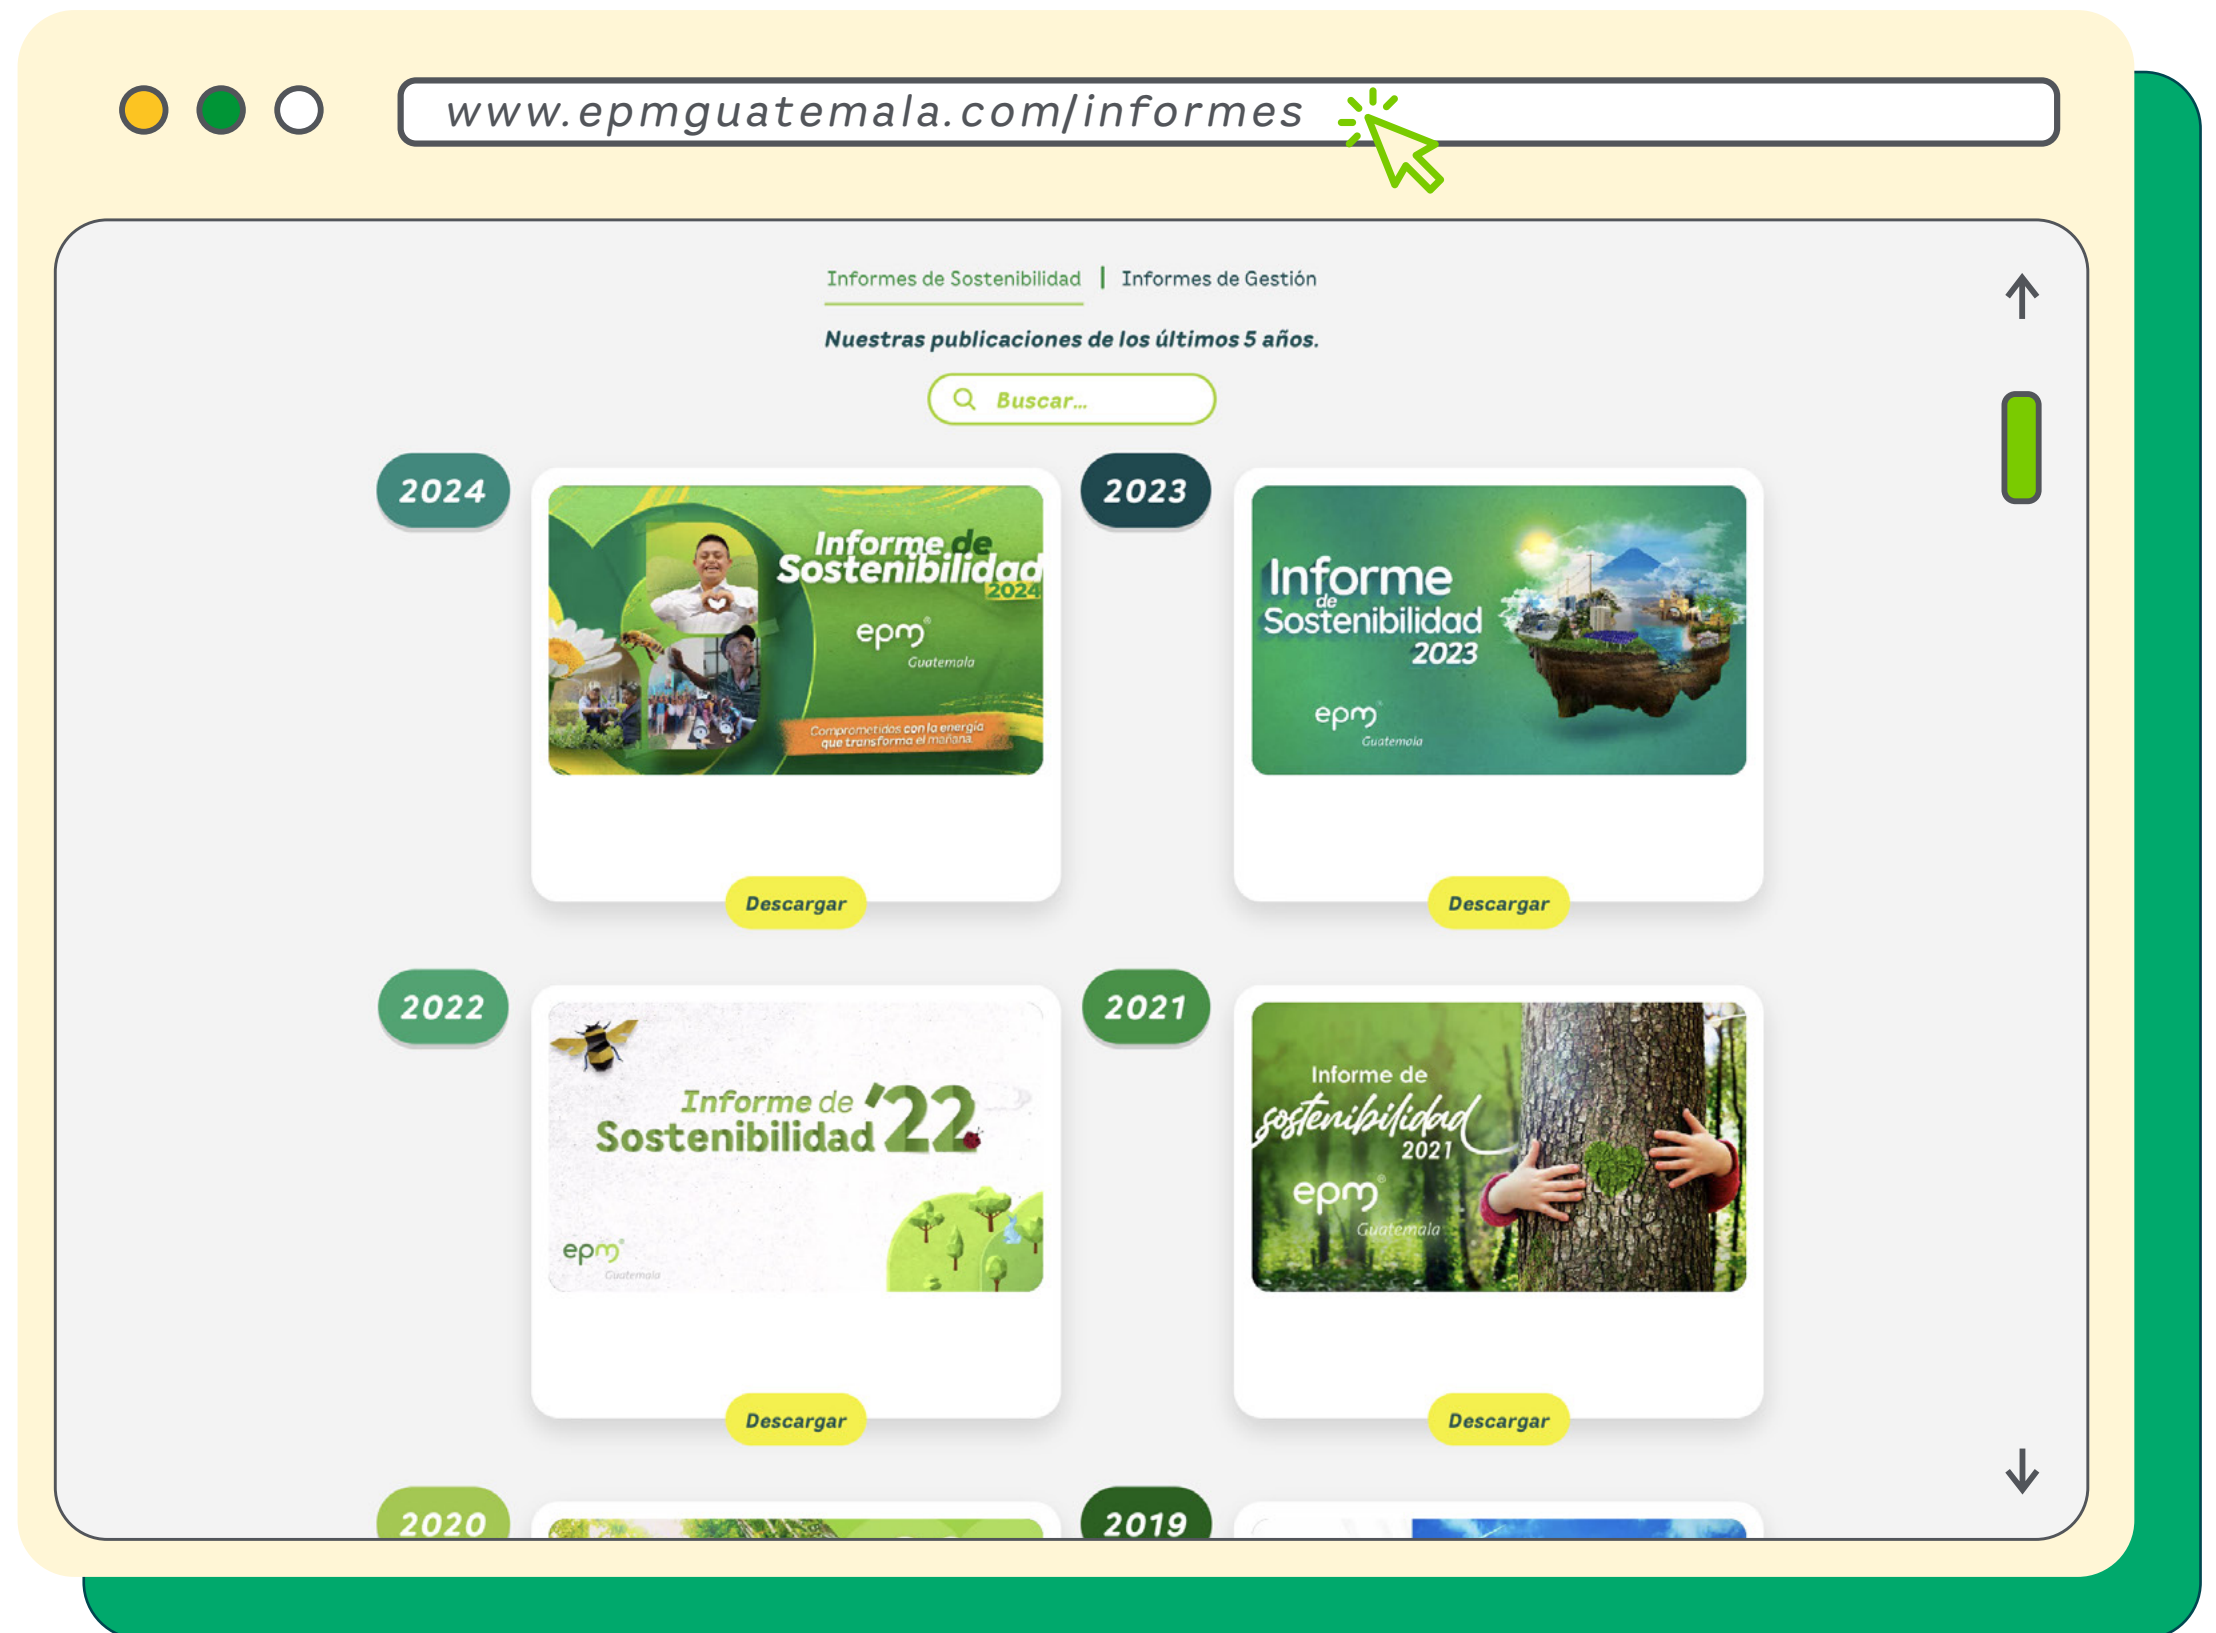 www.epmguatemala.com/informes
Informes de Sostenibilidad | Informes de Gestión
Nuestras publicaciones de los últimos 5 años.
Buscar...
2024
Informe de
Sostenibilidad
2024
epm®
Guatemala
Comprometidos con la energía
que transforma el mañana.
Descargar
2023
Informe
de
Sostenibilidad
2023
epm®
Guatemala
Descargar
2022
Informe de '22
Sostenibilidad
epm®
Guatemala
Descargar
2021
Informe de
sostenibilidad
2021
epm®
Guatemala
Descargar
2020
2019